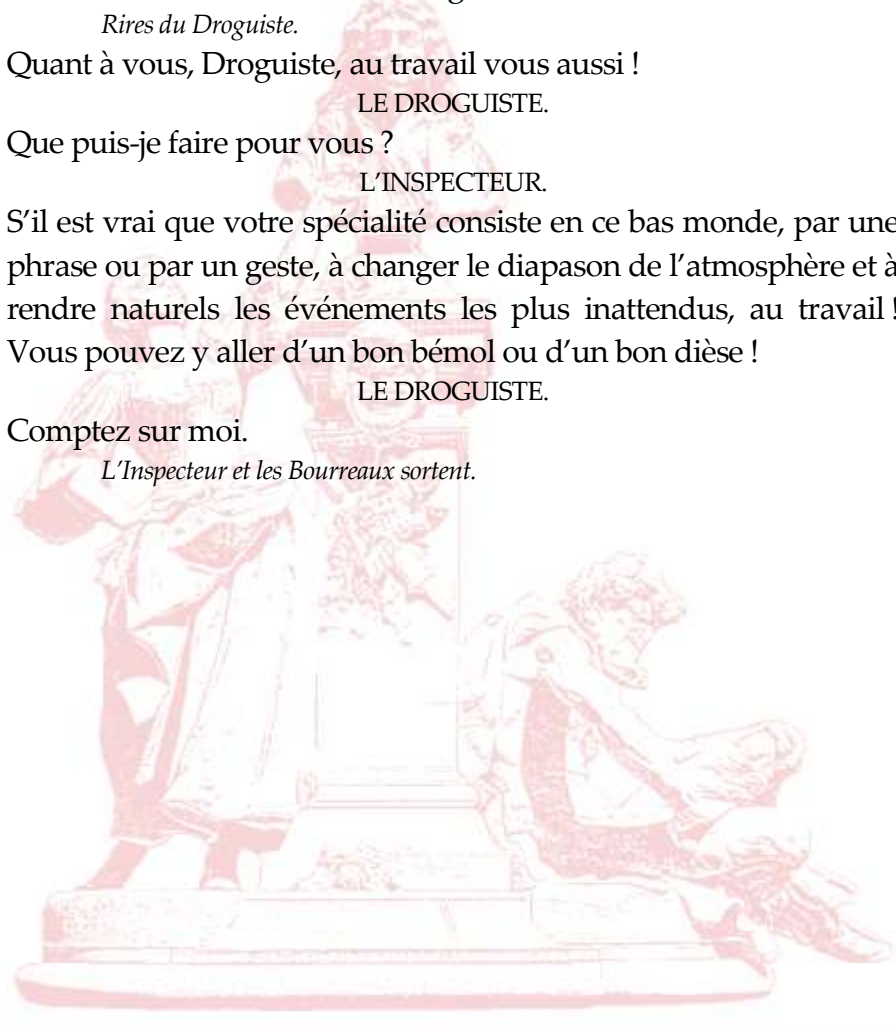 Rires du Droguiste.
Quant à vous, Droguiste, au travail vous aussi !
LE DROGUISTE.
Que puis-je faire pour vous ?
L’INSPECTEUR.
S’il est vrai que votre spécialité consiste en ce bas monde, par une
phrase ou par un geste, à changer le diapason de l’atmosphère et à
rendre naturels les événements les plus inattendus, au travail !
Vous pouvez y aller d’un bon bémol ou d’un bon dièse !
LE DROGUISTE.
Comptez sur moi.
L’Inspecteur et les Bourreaux sortent.